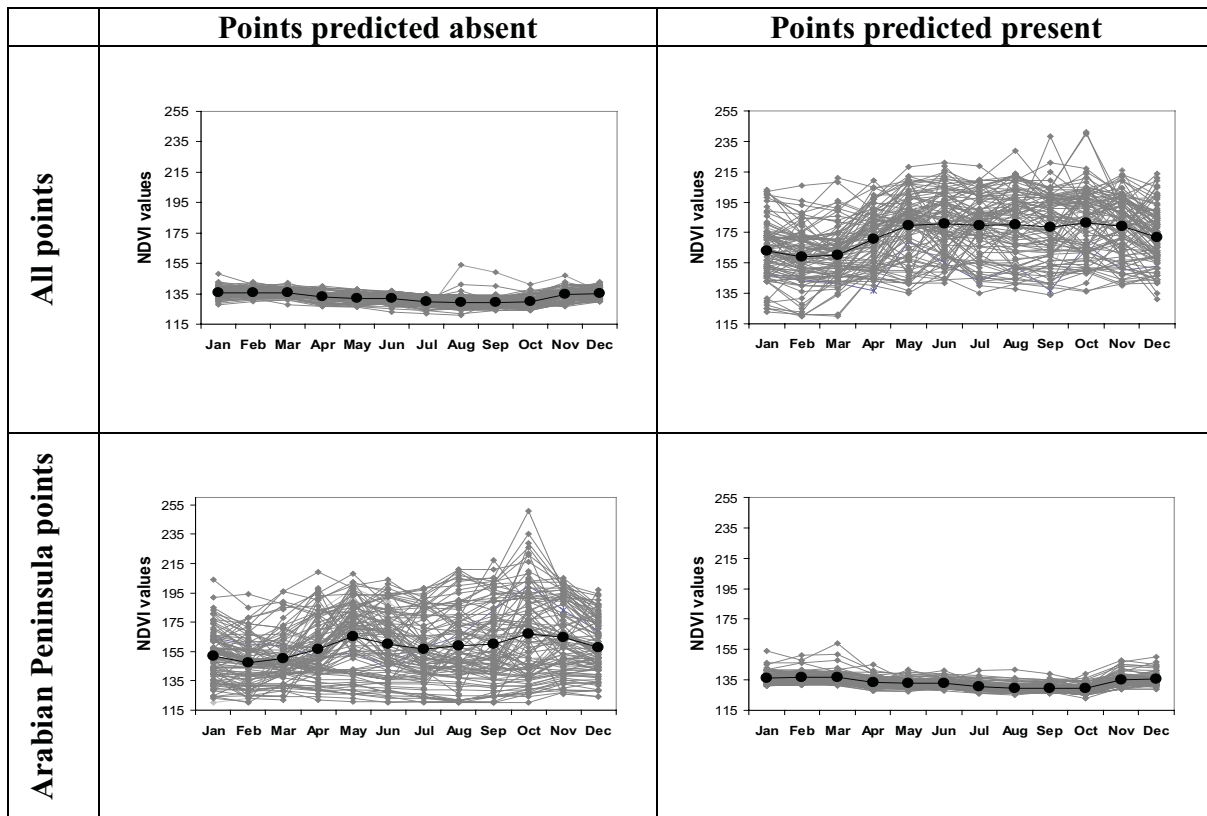 Points predicted absent
Points predicted present
All points
NDVI values
255
235
215
195
175
155
135
115
Jan Feb Mar Apr May Jun Jul Aug Sep Oct Nov Dec
NDVI values
255
235
215
195
175
155
135
115
Jan Feb Mar Apr May Jun Jul Aug Sep Oct Nov Dec
Arabian Peninsula points
NDVI values
255
235
215
195
175
155
135
115
Jan Feb Mar Apr May Jun Jul Aug Sep Oct Nov Dec
NDVI values
255
235
215
195
175
155
135
115
Jan Feb Mar Apr May Jun Jul Aug Sep Oct Nov Dec